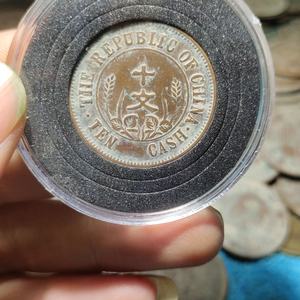 THE REPUBLIC OF CHINA
十
文
TEN CASH